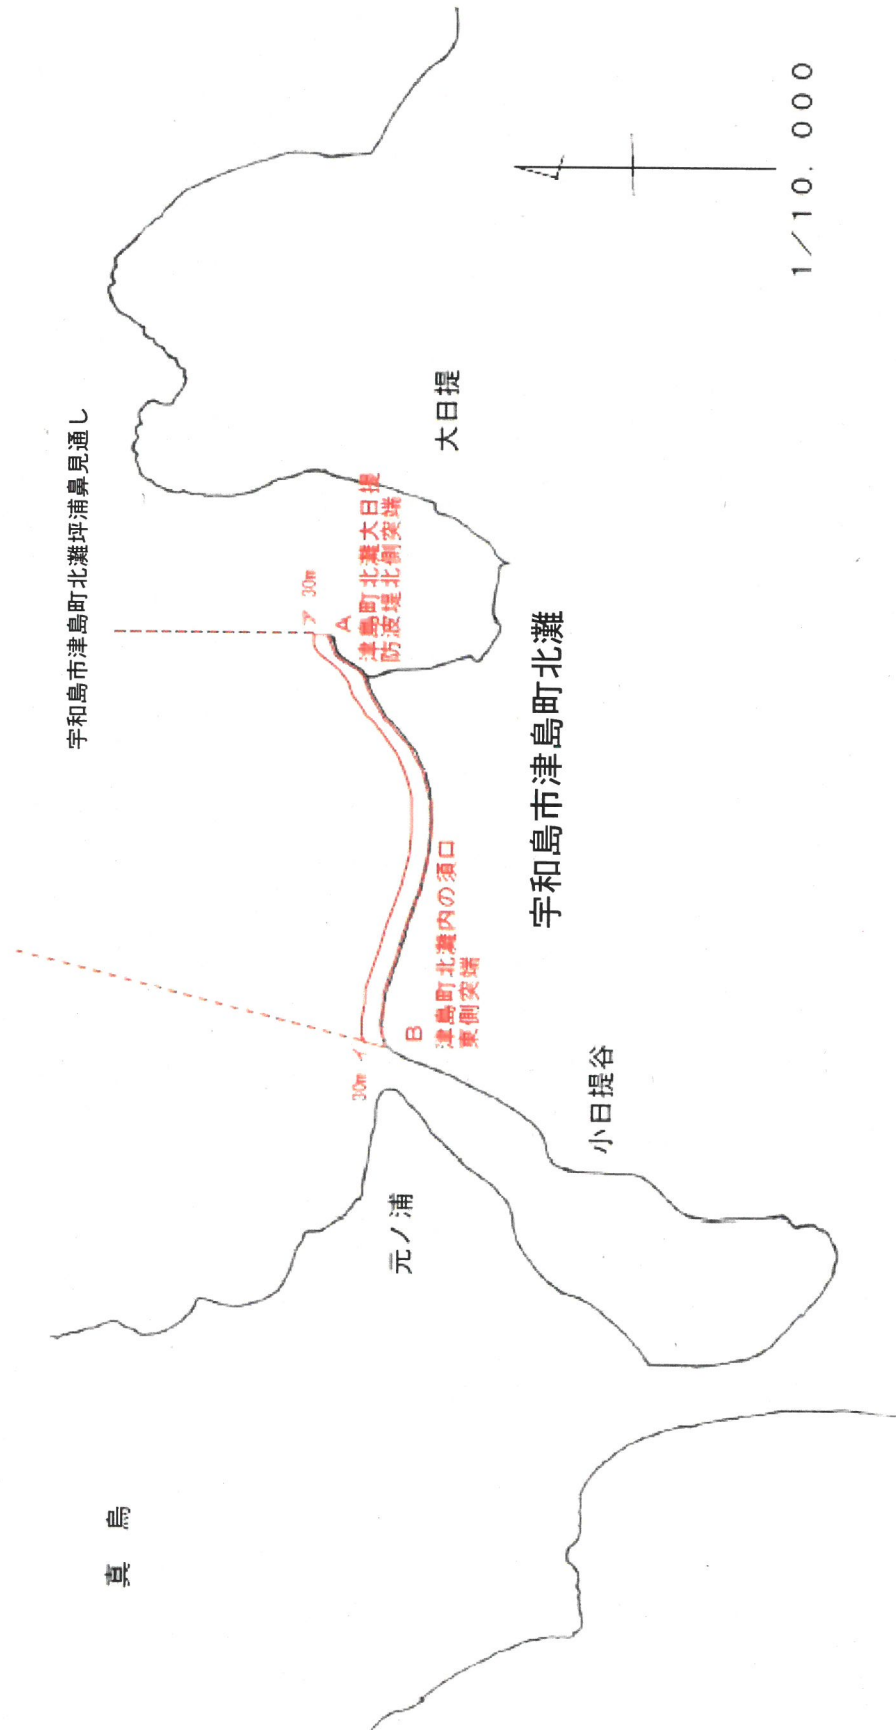 宇和島市津島町北灘坪浦鼻見通し
ア 30m
A
津島町北灘大日提
防波堤北側突端
大日提
1/10.000
30m イ
B
津島町北灘内の須口
東側突端
宇和島市津島町北灘
小日提谷
元ノ浦
真 鳥